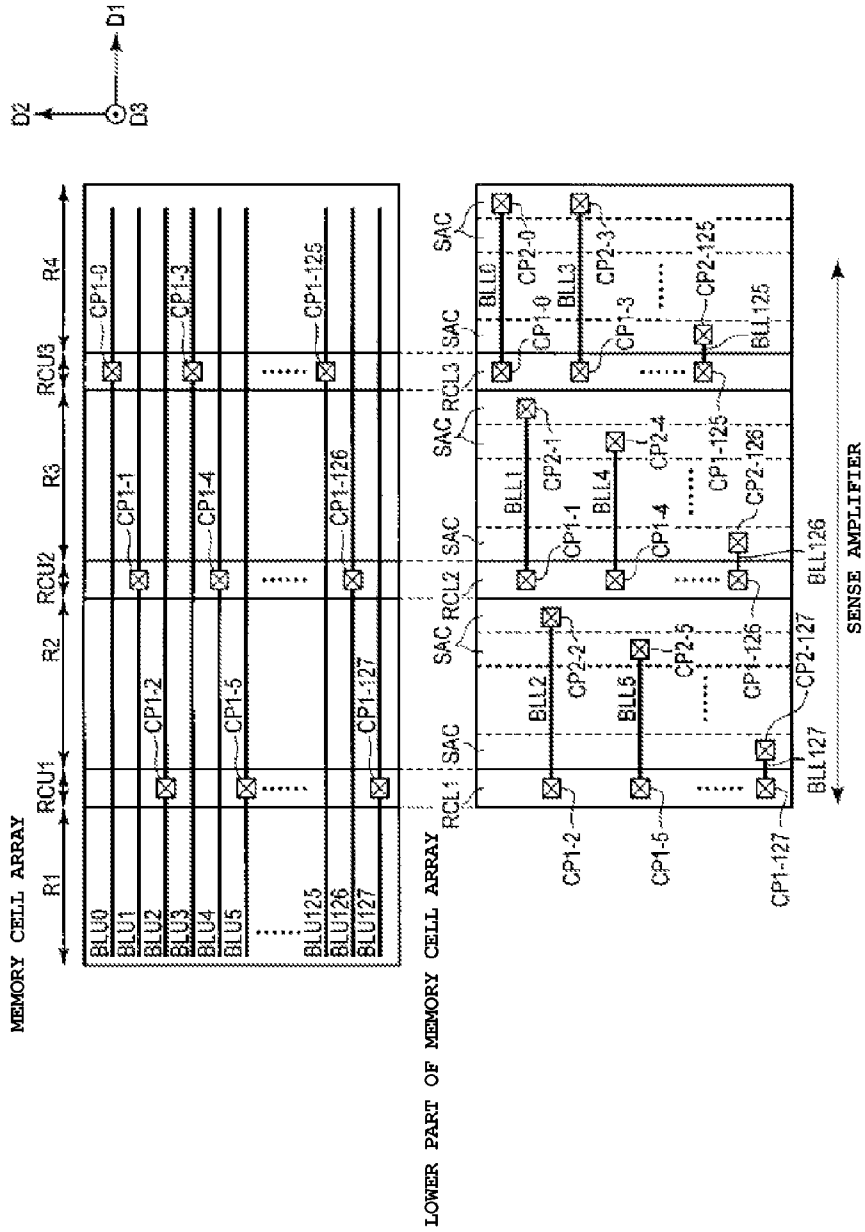 MEMORY CELL ARRAY
D2
D1
D3
R1
RCU1
R2
RCU2
R3
RCU3
R4
BLU0
BLU1
BLU2
BLU3
BLU4
BLU5
BLU125
BLU126
BLU127
CP1-2
CP1-5
CP1-127
CP1-1
CP1-4
CP1-126
CP1-0
CP1-3
CP1-125
LOWER PART OF MEMORY CELL ARRAY
RCL1
SAC
SAC
RCL2
SAC
SAC
RCL3
SAC
SAC
BLL2
CP2-2
BLL5
CP2-5
CP1-2
CP1-5
CP1-127
BLL127
CP2-127
BLL1
CP2-1
CP1-1
BLL4
CP2-4
CP1-4
CP1-126
CP2-126
BLL126
BLL0
CP1-0
CP2-0
BLL3
CP1-3
CP2-3
CP1-125
CP2-125
BLL125
SENSE AMPLIFIER